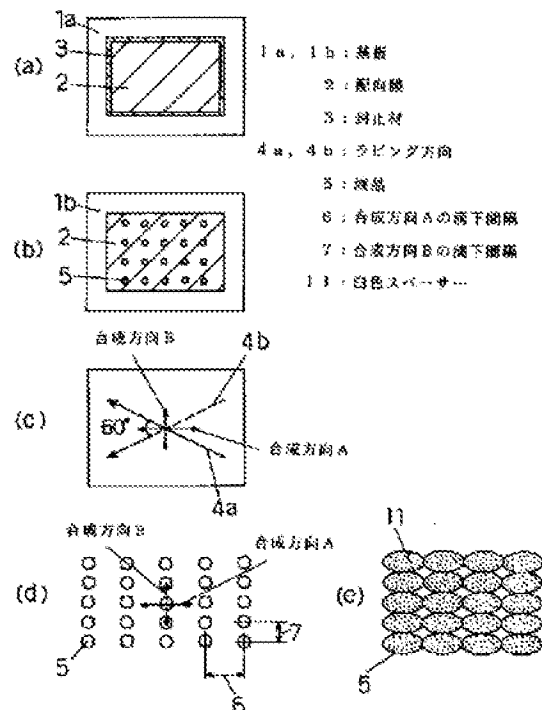 1a
3
(a)
2
1a, 1b：基板
2：配向膜
3：封止材
4a, 4b：ラビング方向
5：液晶
6：合成方向Aの滴下間隔
7：合成方向Bの滴下間隔
11：白色スペーサー
1b
(b)
2
5
合成方向B
4b
(c)
60°
合成方向A
4a
合成方向B
合成方向A
11
(d)
7
(e)
5
6
5